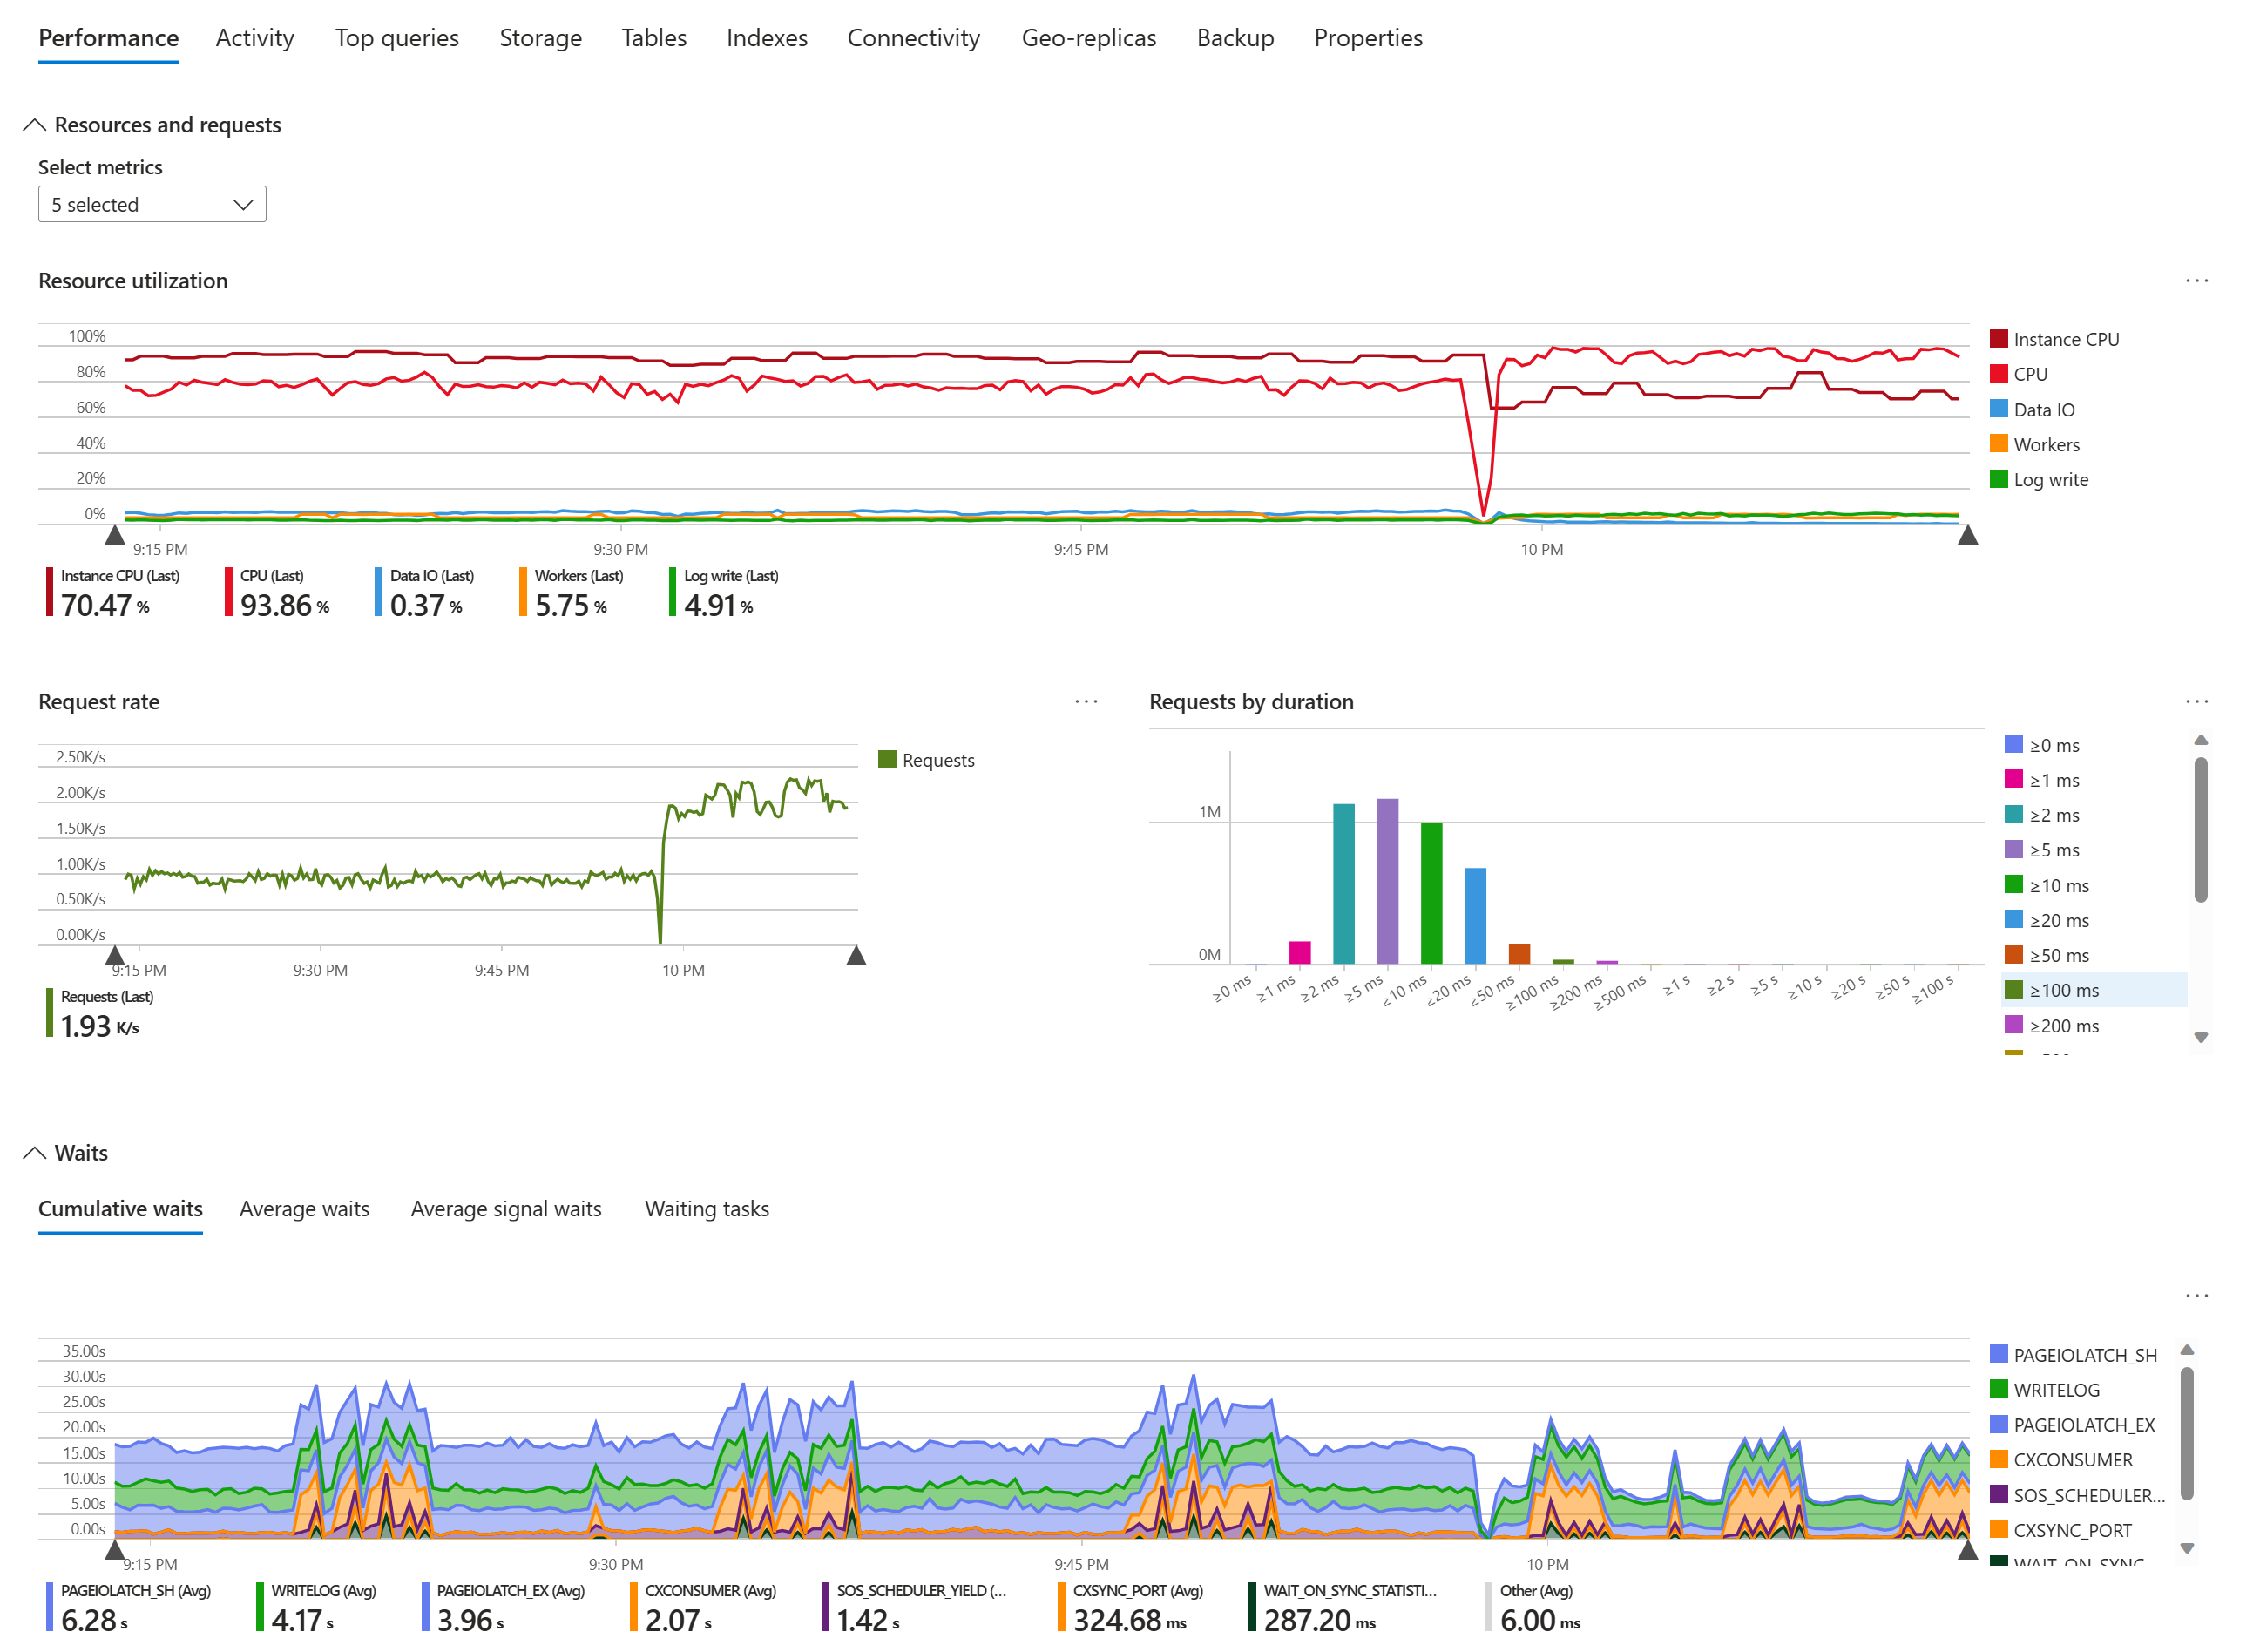 Performance Activity Top queries Storage Tables Indexes Connectivity Geo-replicas Backup Properties
Resources and requests
Select metrics
5 selected
Resource utilization
100%
80%
60%
40%
20%
0%
9:15 PM 9:30 PM 9:45 PM 10 PM
Instance CPU
CPU
Data IO
Workers
Log write
Instance CPU (Last) CPU (Last) Data IO (Last) Workers (Last) Log write (Last)
70.47 % 93.86 % 0.37 % 5.75 % 4.91 %
Request rate
2.50K/s
2.00K/s
1.50K/s
1.00K/s
0.50K/s
0.00K/s
9:15 PM 9:30 PM 9:45 PM 10 PM
Requests
Requests (Last)
1.93 K/s
Requests by duration
1M
0M
≥0 ms ≥1 ms ≥2 ms ≥5 ms ≥10 ms ≥20 ms ≥50 ms ≥100 ms ≥200 ms ≥500 ms ≥1 s ≥2 s ≥5 s ≥10 s ≥20 s ≥50 s ≥100 s
≥0 ms
≥1 ms
≥2 ms
≥5 ms
≥10 ms
≥20 ms
≥50 ms
≥100 ms
≥200 ms
Waits
Cumulative waits Average waits Average signal waits Waiting tasks
35.00s
30.00s
25.00s
20.00s
15.00s
10.00s
5.00s
0.00s
9:15 PM 9:30 PM 9:45 PM 10 PM
PAGEIOLATCH_SH
WRITELOG
PAGEIOLATCH_EX
CXCONSUMER
SOS_SCHEDULER...
CXSYNC_PORT
WAIT_ON_SYNC
PAGEIOLATCH_SH (Avg) WRITELOG (Avg) PAGEIOLATCH_EX (Avg) CXCONSUMER (Avg) SOS_SCHEDULER_YIELD (... CXSYNC_PORT (Avg) WAIT_ON_SYNC_STATISTI... Other (Avg)
6.28 s 4.17 s 3.96 s 2.07 s 1.42 s 324.68 ms 287.20 ms 6.00 ms